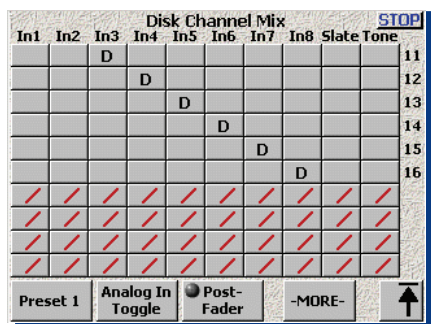 Disk Channel Mix STOP
In1 In2 In3 In4 In5 In6 In7 In8 Slate Tone
D 11
D 12
D 13
D 14
D 15
D 16
Preset 1 Analog In Toggle Post-Fader -MORE-